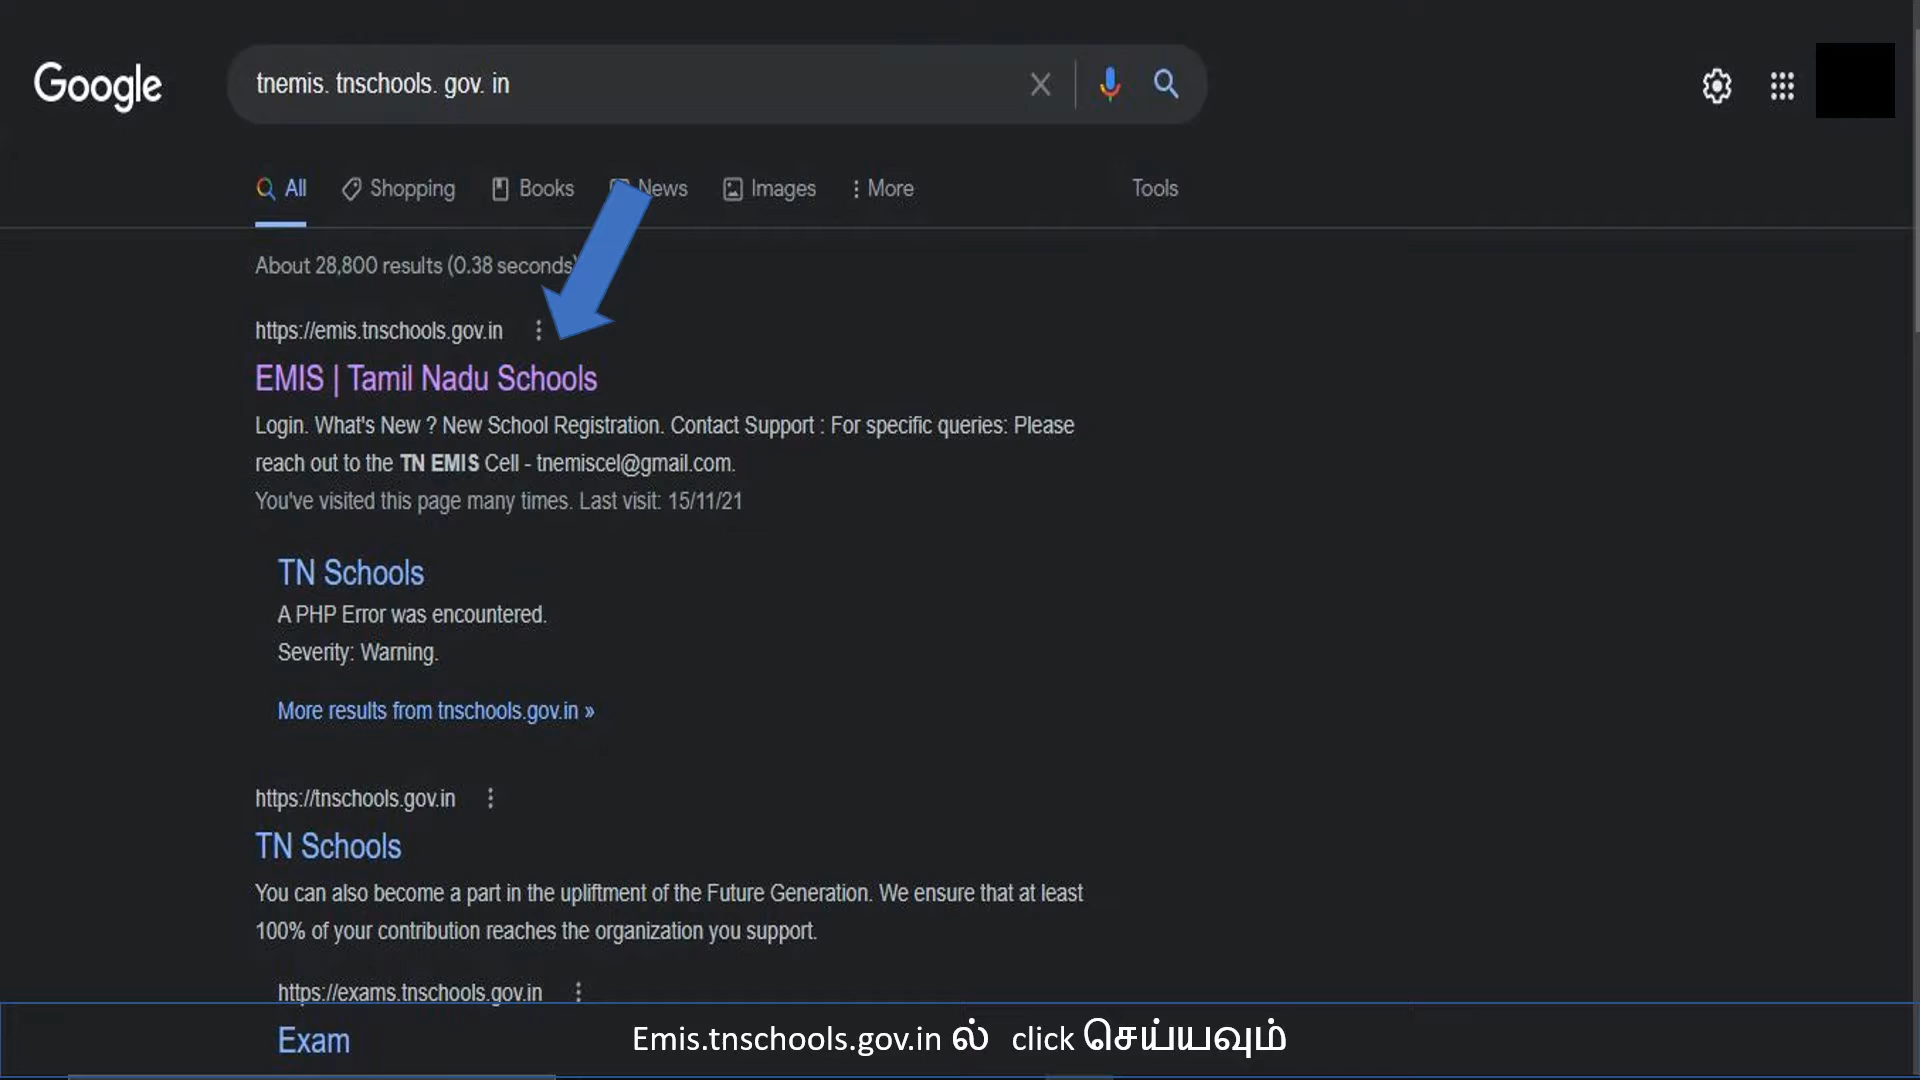 Google
tnemis. tnschools. gov. in
All Shopping Books News Images More Tools
About 28,800 results (0.38 seconds)
https://emis.tnschools.gov.in
EMIS | Tamil Nadu Schools
Login. What's New ? New School Registration. Contact Support : For specific queries: Please
reach out to the TN EMIS Cell - tnemiscel@gmail.com.
You've visited this page many times. Last visit: 15/11/21
TN Schools
A PHP Error was encountered.
Severity: Warning.
More results from tnschools.gov.in »
https://tnschools.gov.in
TN Schools
You can also become a part in the upliftment of the Future Generation. We ensure that at least
100% of your contribution reaches the organization you support.
https://exams.tnschools.gov.in
Exam
Emis.tnschools.gov.in ல் click செய்யவும்